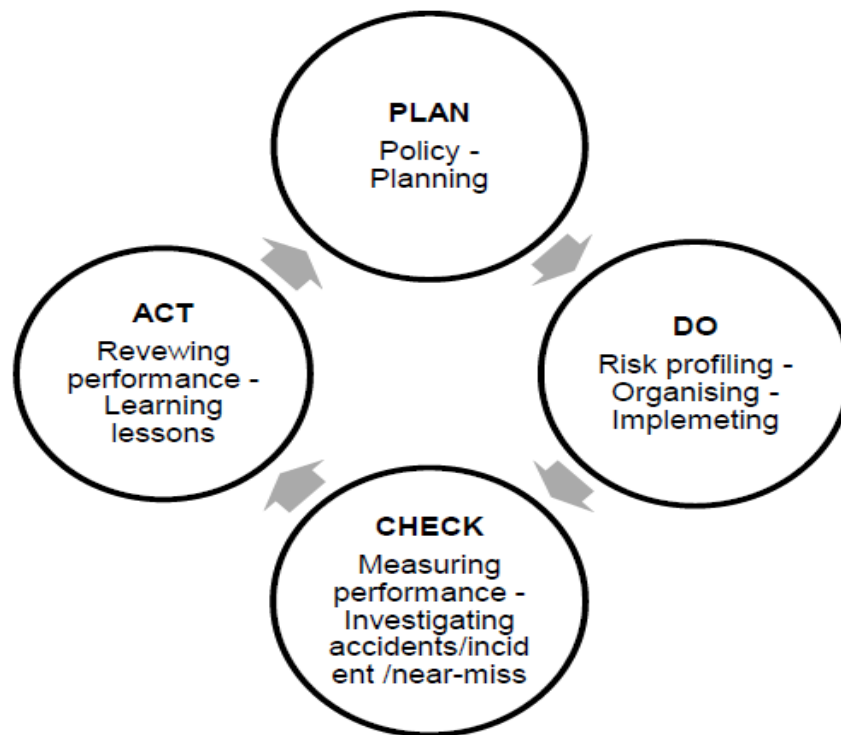 PLAN
Policy -
Planning
ACT
Revewing
performance -
Learning
lessons
DO
Risk profiling -
Organising -
Implemeting
CHECK
Measuring
performance -
Investigating
accidents/incid
ent /near-miss